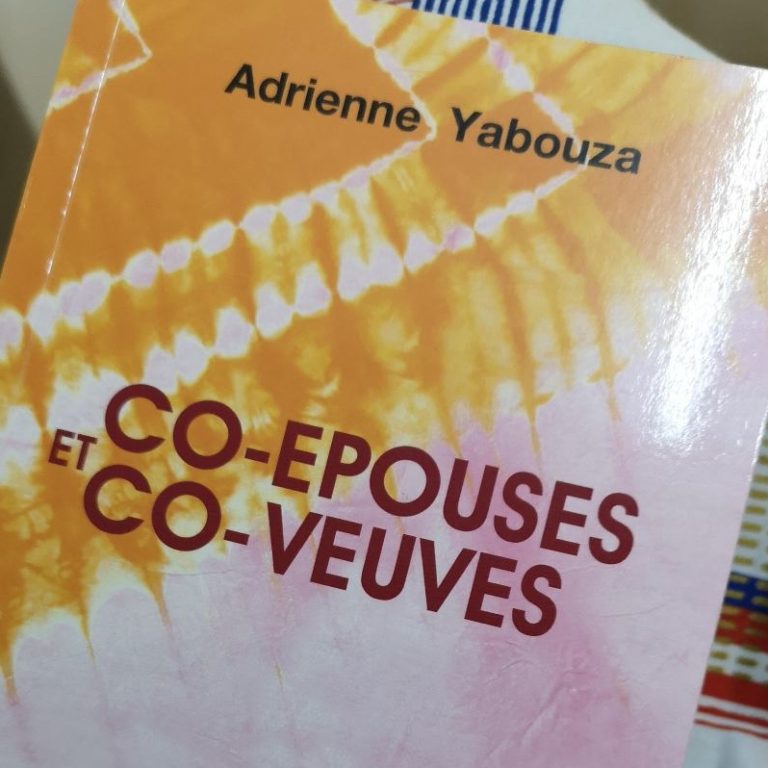 Adrienne Yabouza
CO-EPOUSES
ET CO-VEUVES